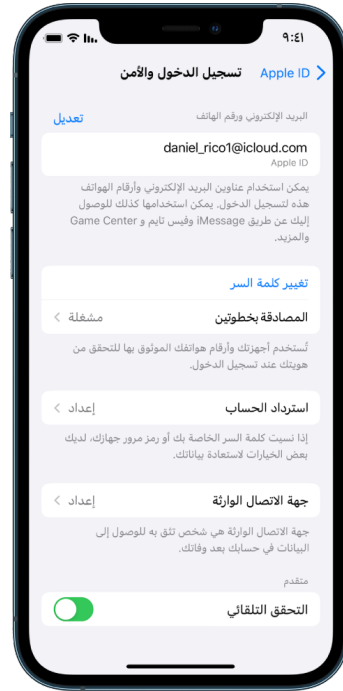 ٩:٤١
Apple ID تسجيل الدخول والأمن
البريد الإلكتروني ورقم الهاتف تعديل
daniel_rico1@icloud.com
Apple ID
يمكن استخدام عناوين البريد الإلكتروني وأرقام الهواتف
هذه لتسجيل الدخول. يمكن استخدامها كذلك للوصول
إليك عن طريق iMessage وفيس تايم و Game Center
والمزيد.
تغيير كلمة السر
المصادقة بخطوتين مشغلة
تُستخدم أجهزتك وأرقام هواتفك الموثوق بها للتحقق من
هويتك عند تسجيل الدخول.
استرداد الحساب إعداد
إذا نسيت كلمة السر الخاصة بك أو رمز مرور جهازك، لديك
بعض الخيارات لاستعادة بياناتك.
جهة الاتصال الوارثة إعداد
جهة الاتصال الوارثة هي شخص تثق به للوصول إلى
البيانات في حسابك بعد وفاتك.
متقدم
التحقق التلقائي